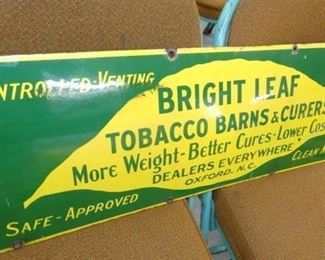 NTROLLED-VENTING
BRIGHT LEAF
TOBACCO BARNS & CURERS
More Weight-Better Cures-Lower Cos
DEALERS EVERYWHERE
OXFORD. N.C.
SAFE-APPROVED
CLEAN